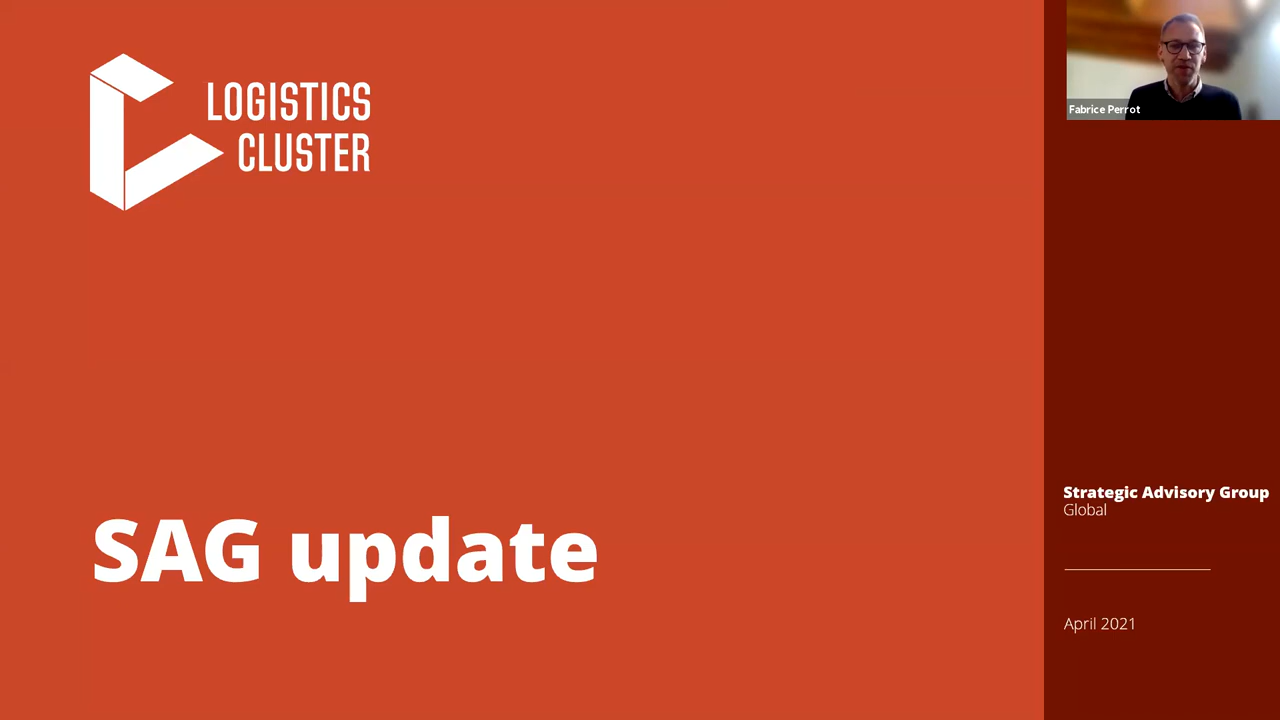 LOGISTICS
CLUSTER
SAG update
Fabrice Perrot
Strategic Advisory Group
Global
April 2021